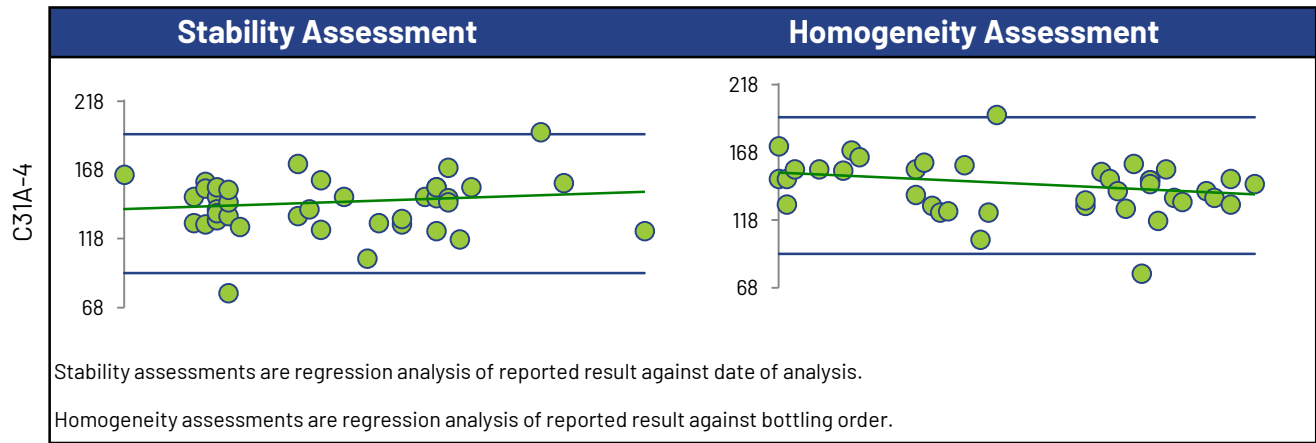 Stability Assessment
Homogeneity Assessment
C31A-4
218
168
118
68
218
168
118
68
Stability assessments are regression analysis of reported result against date of analysis.
Homogeneity assessments are regression analysis of reported result against bottling order.